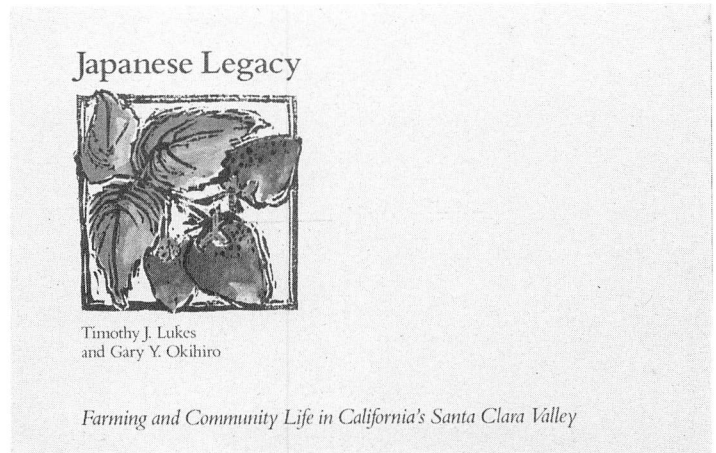 Japanese Legacy
Timothy J. Lukes
and Gary Y. Okihiro
Farming and Community Life in California's Santa Clara Valley